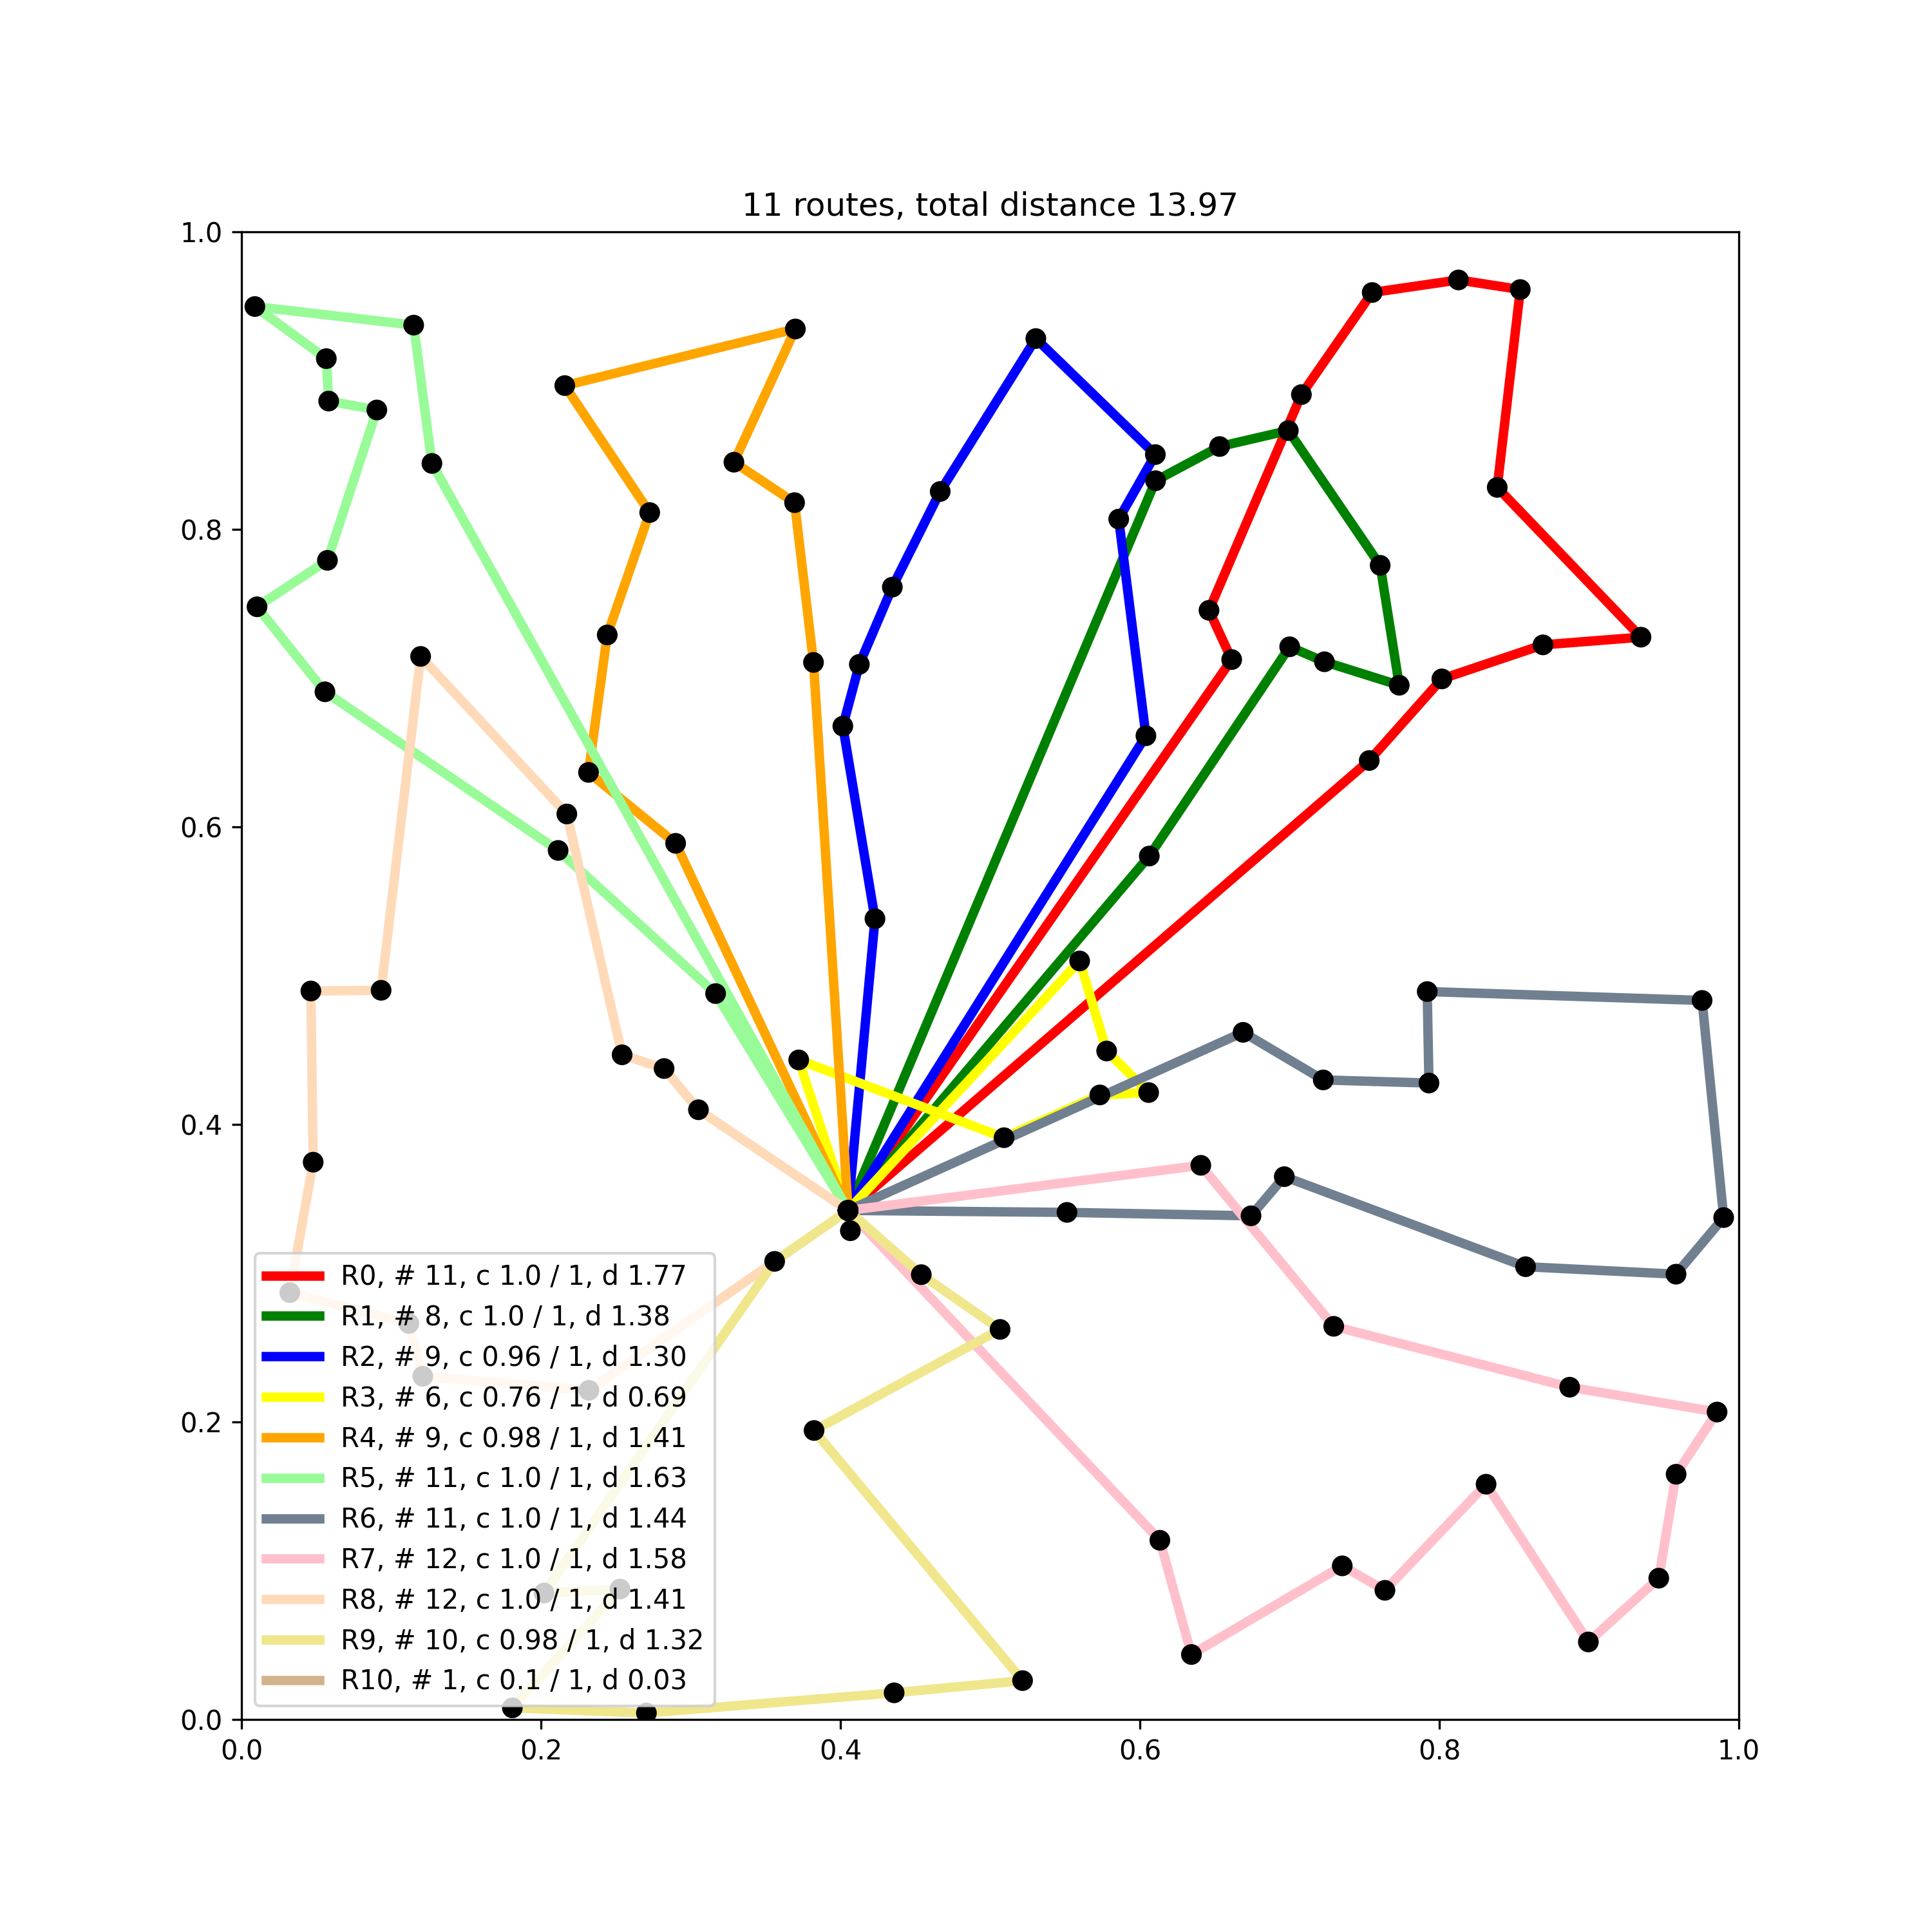 11 routes, total distance 13.97
1.0
0.8
0.6
0.4
0.2
0.0
R0, # 11, c 1.0 / 1, d 1.77
R1, # 8, c 1.0 / 1, d 1.38
R2, # 9, c 0.96 / 1, d 1.30
R3, # 6, c 0.76 / 1, d 0.69
R4, # 9, c 0.98 / 1, d 1.41
R5, # 11, c 1.0 / 1, d 1.63
R6, # 11, c 1.0 / 1, d 1.44
R7, # 12, c 1.0 / 1, d 1.58
R8, # 12, c 1.0 / 1, d 1.41
R9, # 10, c 0.98 / 1, d 1.32
R10, # 1, c 0.1 / 1, d 0.03
0.0 0.2 0.4 0.6 0.8 1.0